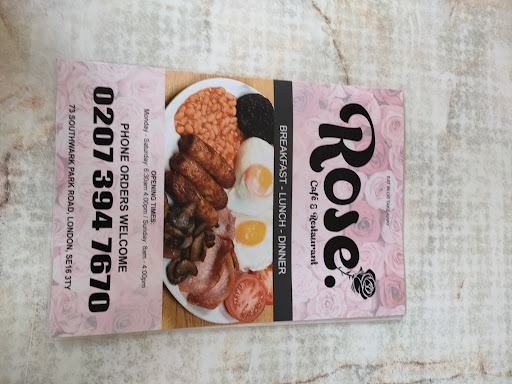 Rose.
Café & Restaurant
BREAKFAST - LUNCH - DINNER
OPENING TIMES:
Monday - Saturday: 6:30am 4:00pm / Sunday: 8am - 4:00pm
PHONE ORDERS WELCOME
0207 394 7670
73 SOUTHWARK PARK ROAD, LONDON, SE16 3TY